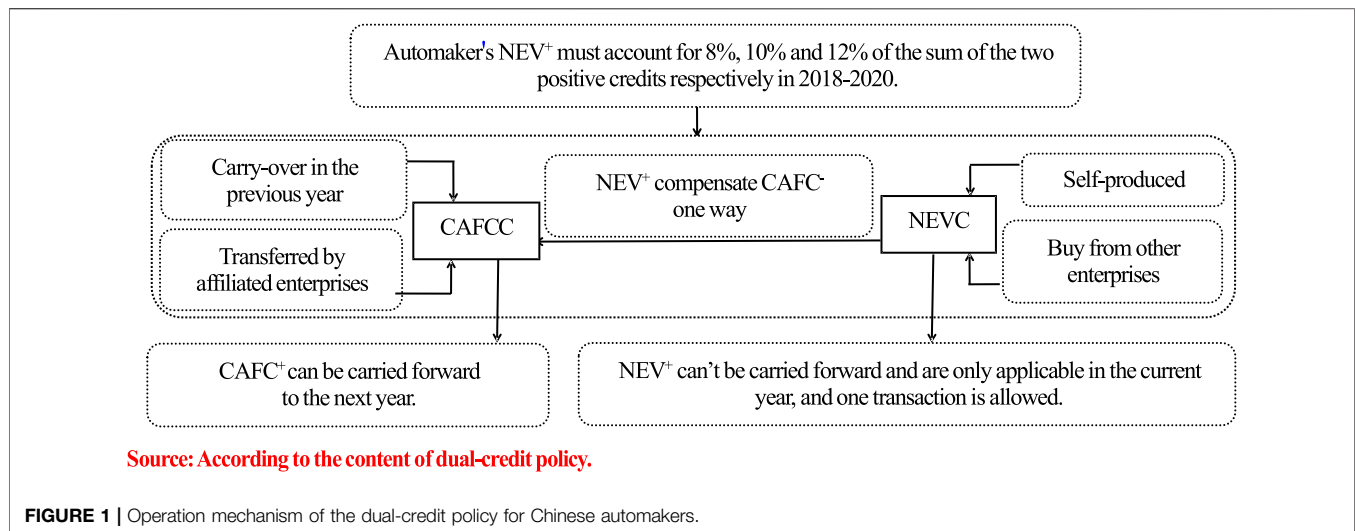 Automaker's NEV⁺ must account for 8%, 10% and 12% of the sum of the two
positive credits respectively in 2018-2020.
Carry-over in the
previous year
NEV⁺ compensate CAFC⁻
one way
Self-produced
CAFCC
NEVC
Transferred by
affiliated enterprises
Buy from other
enterprises
CAFC⁺ can be carried forward
to the next year.
NEV⁺ can't be carried forward and are only applicable in the current
year, and one transaction is allowed.
Source: According to the content of dual-credit policy.
FIGURE 1 | Operation mechanism of the dual-credit policy for Chinese automakers.